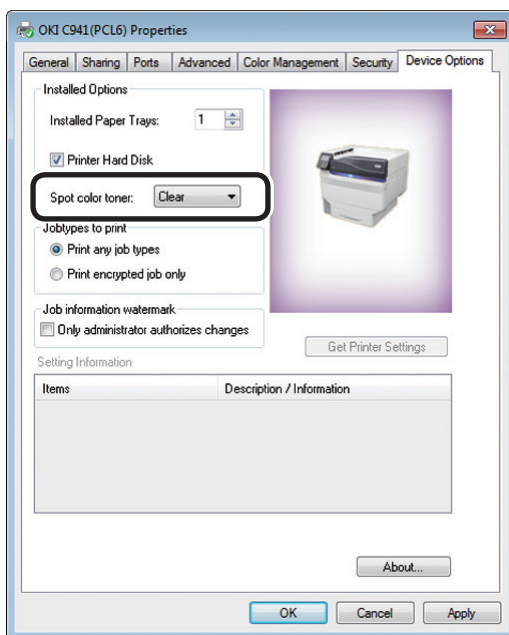 OKI C941(PCL6) Properties
General Sharing Ports Advanced Color Management Security Device Options
Installed Options
Installed Paper Trays: 1
Printer Hard Disk
Spot color toner: Clear
Jobtypes to print
Print any job types
Print encrypted job only
Job information watermark
Only administrator authorizes changes
Get Printer Settings
Setting Information
Items Description / Information
About...
OK Cancel Apply